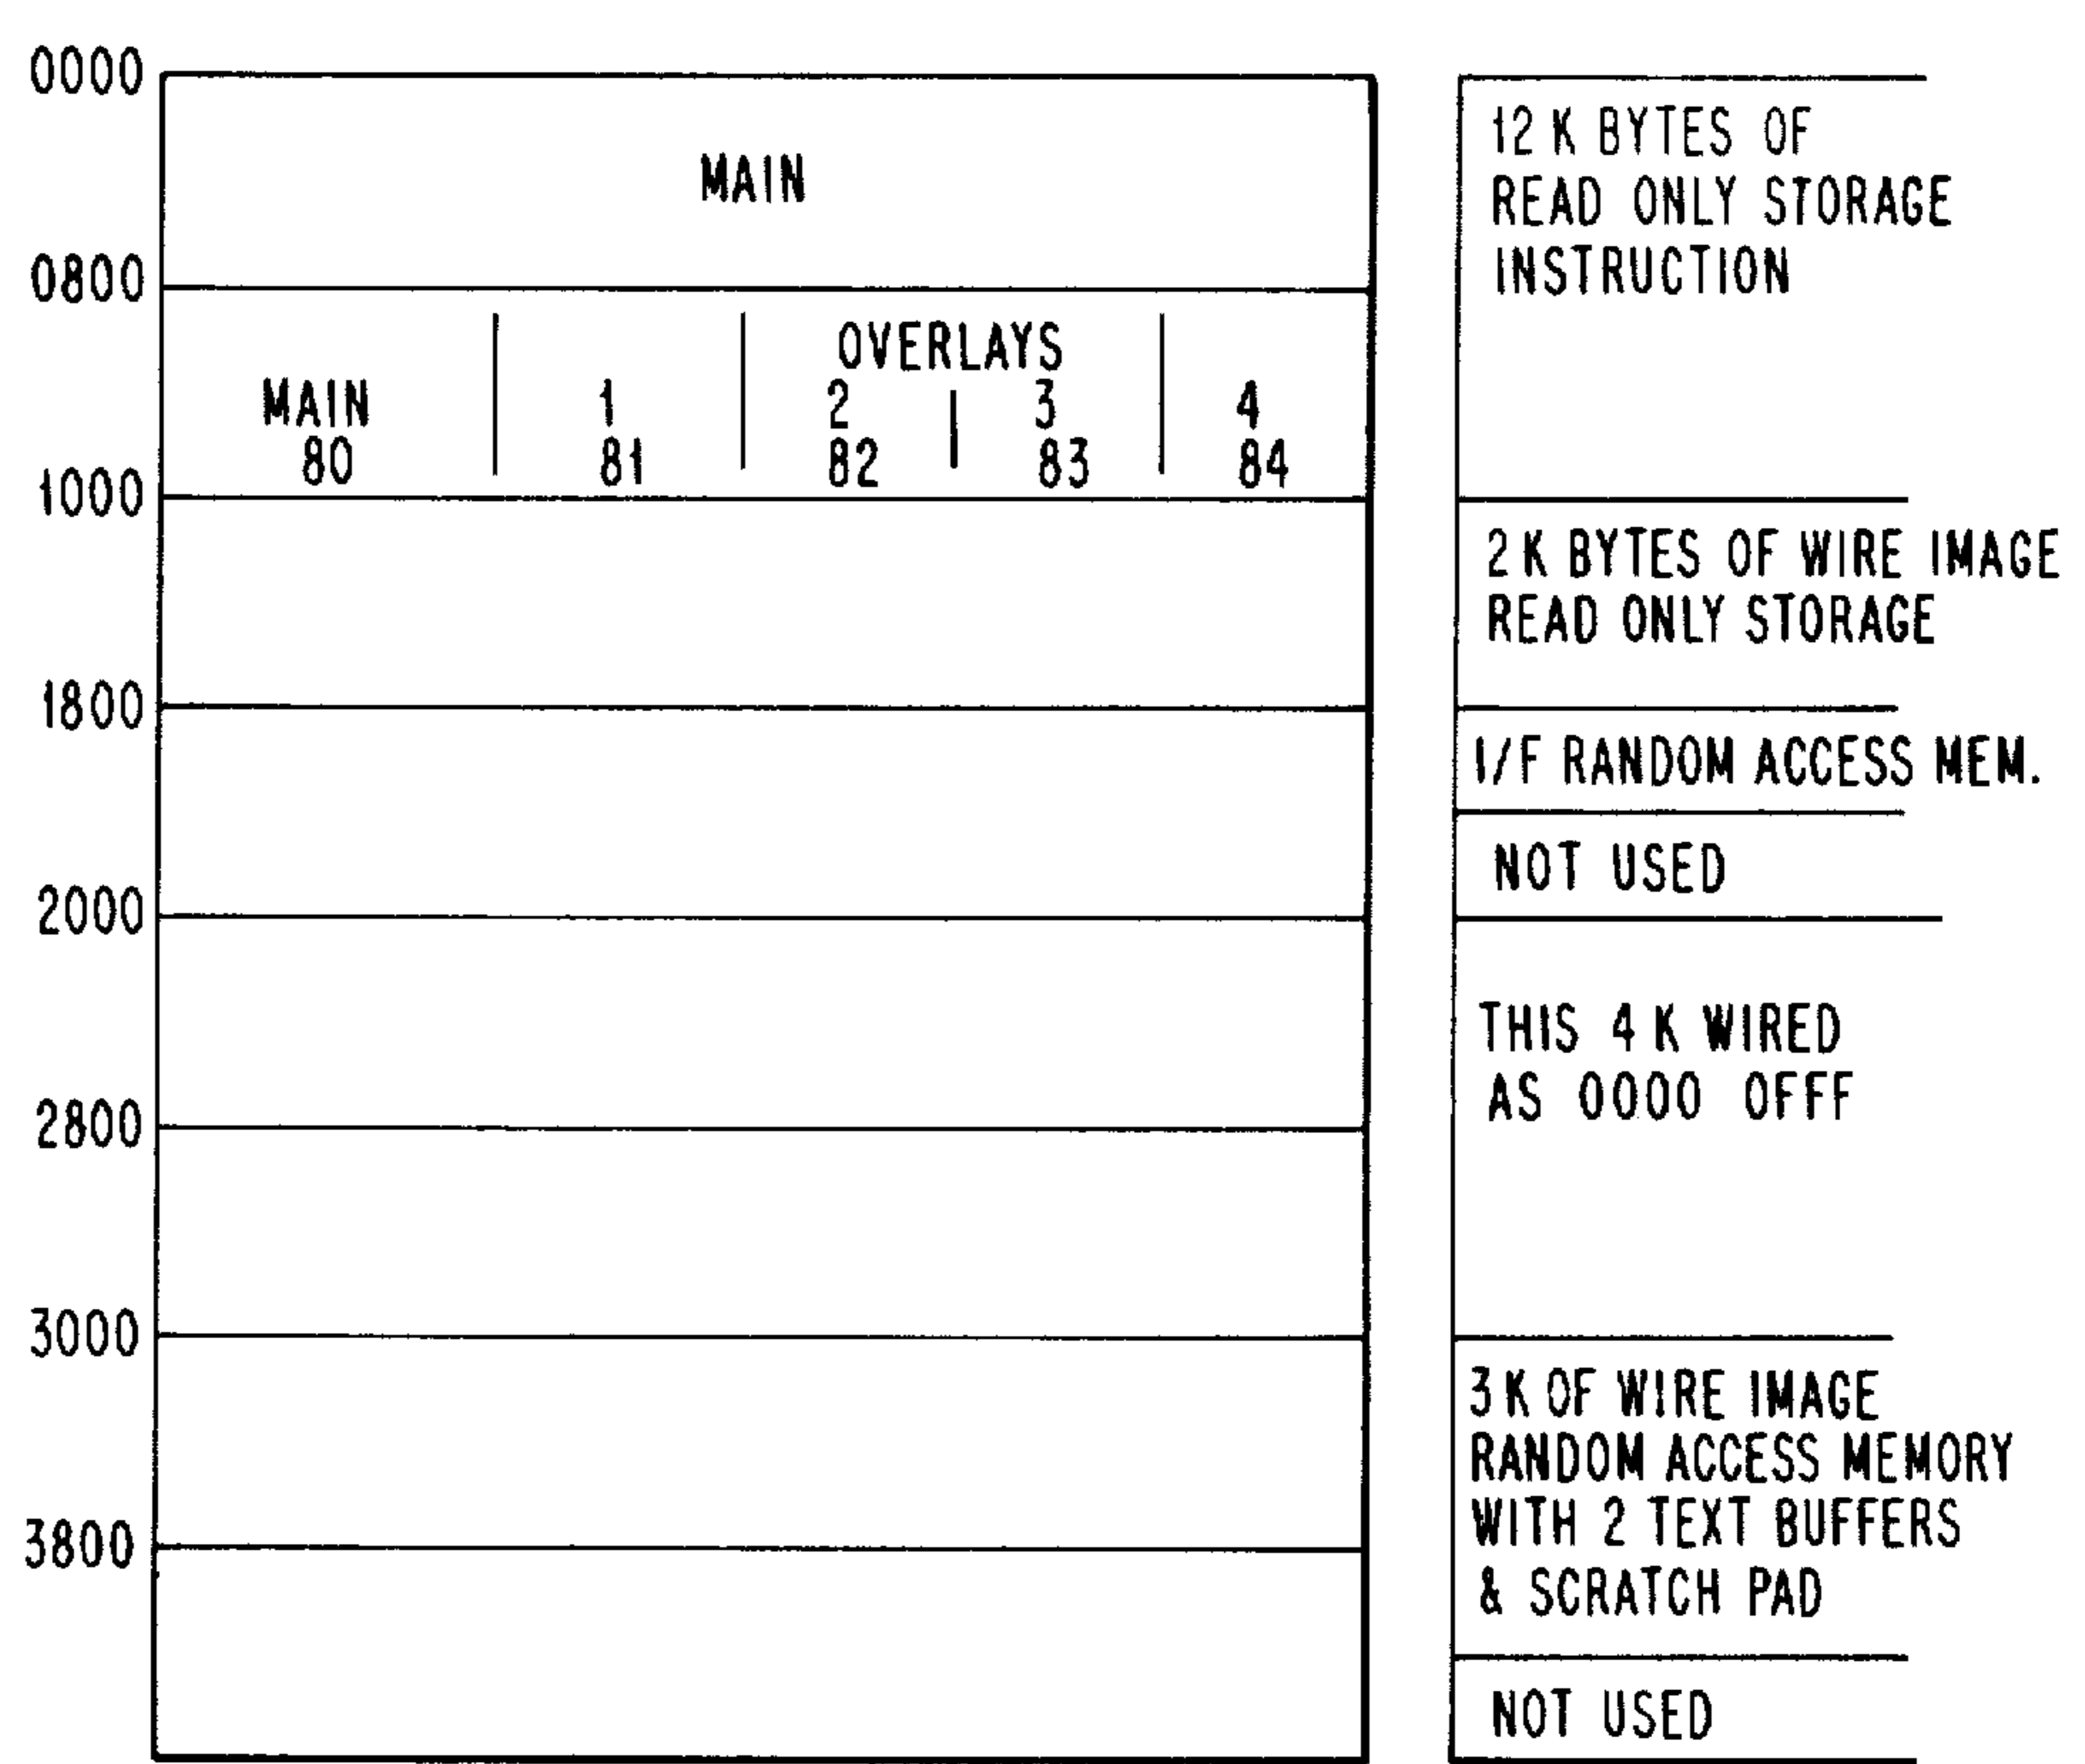 0000
MAIN
12 K BYTES OF
READ ONLY STORAGE
INSTRUCTION
0800
OVERLAYS
MAIN 1 2 3 4
80 81 82 83 84
1000
2 K BYTES OF WIRE IMAGE
READ ONLY STORAGE
1800
I/F RANDOM ACCESS MEM.
NOT USED
2000
THIS 4 K WIRED
AS 0000 0FFF
2800
3000
3 K OF WIRE IMAGE
RANDOM ACCESS MEMORY
WITH 2 TEXT BUFFERS
3800
& SCRATCH PAD
NOT USED